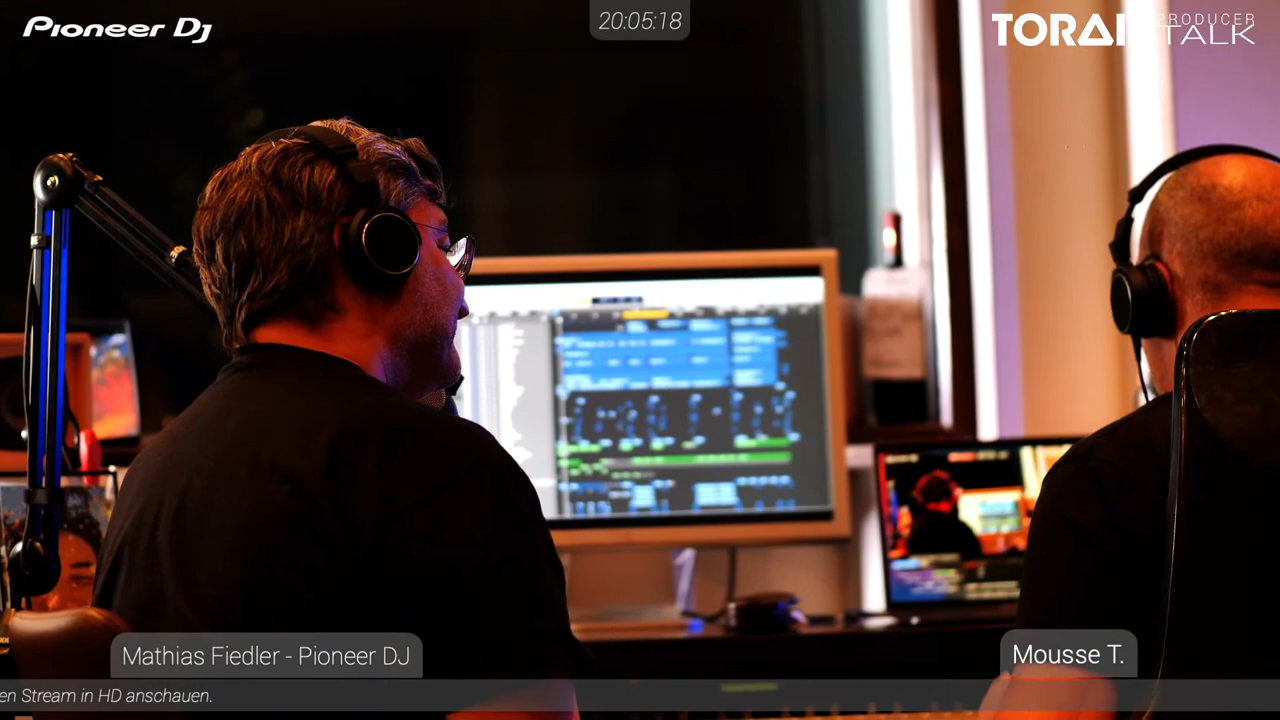 Pioneer Dj
20:05:18
TORAI
PRODUCER
TALK
Mathias Fiedler - Pioneer DJ
Mousse T.
en Stream in HD anschauen.